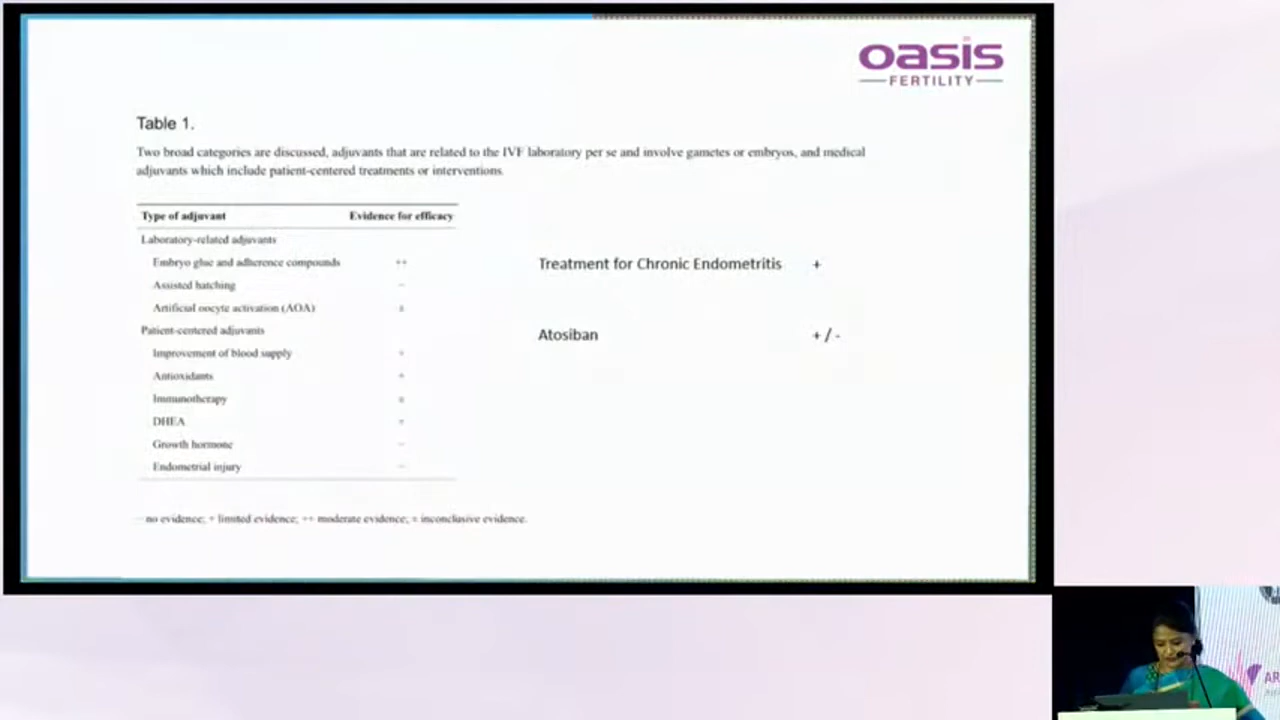 oasis
FERTILITY
Table 1.
Two broad categories are discussed, adjuvants that are related to the IVF laboratory per se and involve gametes or embryos, and medical
adjuvants which include patient-centered treatments or interventions.
Type of adjuvant Evidence for efficacy
Laboratory-related adjuvants
Embryo glue and adherence compounds ++
Assisted hatching –
Artificial oocyte activation (AOA)
Patient-centered adjuvants
Improvement of blood supply
Antioxidants
Immunotherapy
DHEA
Growth hormone –
Endometrial injury –
– no evidence; + limited evidence; ++ moderate evidence; ± inconclusive evidence.
Treatment for Chronic Endometritis +
Atosiban + / -
AR